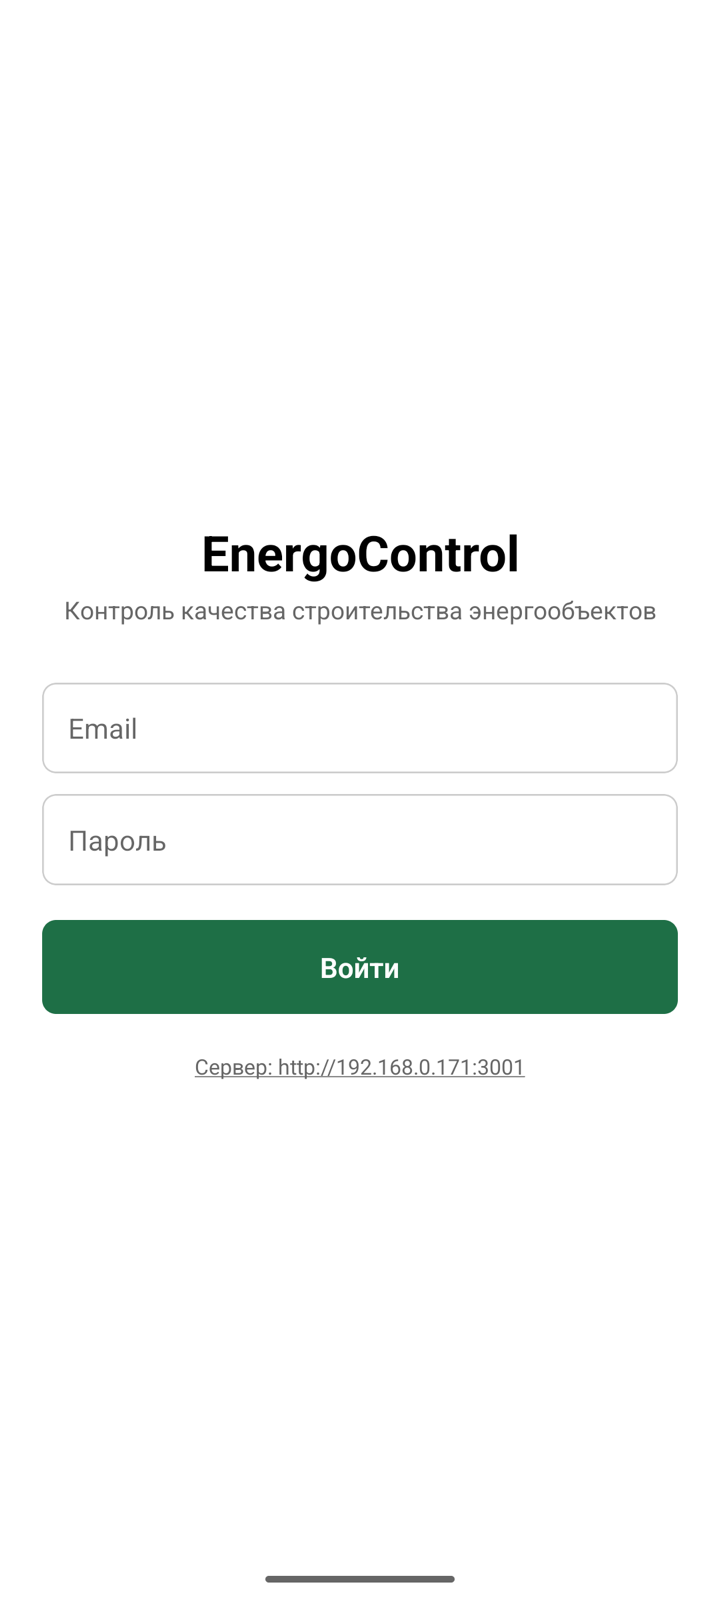 EnergoControl
Контроль качества строительства энергообъектов
Email
Пароль
Войти
Сервер: http://192.168.0.171:3001